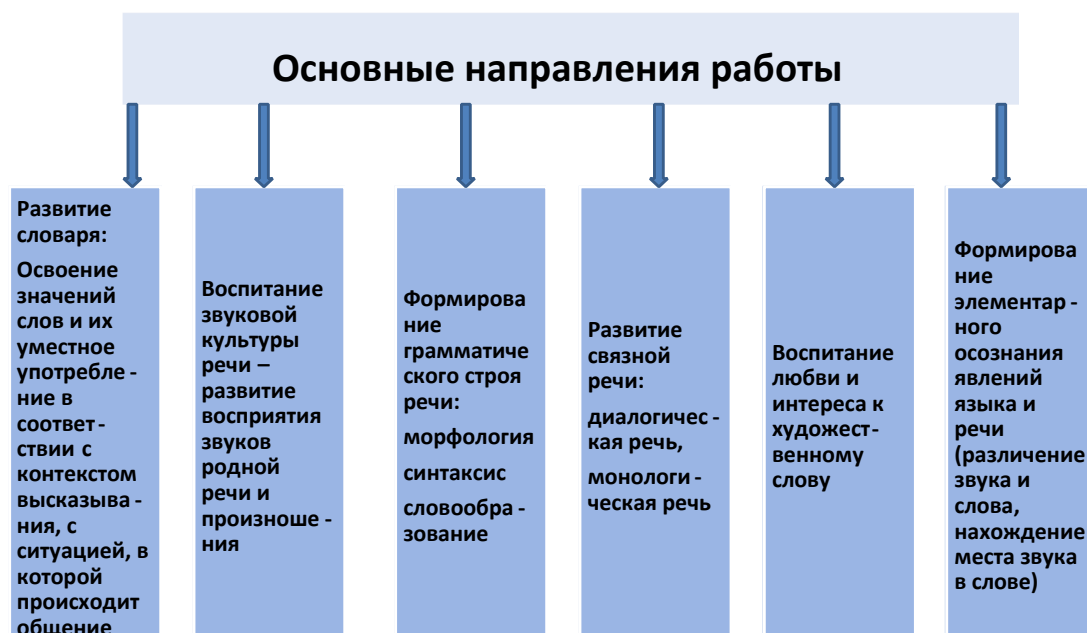 Основные направления работы
Развитие
словаря:
Освоение
значений
слов и их
уместное
употребле -
ние в
соответ -
ствии с
контекстом
высказыва -
ния, с
ситуацией, в
которой
происходит
общение
Воспитание
звуковой
культуры
речи –
развитие
восприятия
звуков
родной
речи и
произноше -
ния
Формирова
ние
грамматиче
ского строя
речи:
морфология
синтаксис
словообра -
зование
Развитие
связной
речи:
диалогичес -
кая речь,
монологи -
ческая речь
Воспитание
любви и
интереса к
художест-
венному
слову
Формирова
ние
элементар -
ного
осознания
явлений
языка и
речи
(различение
звука и
слова,
нахождение
места звука
в слове)